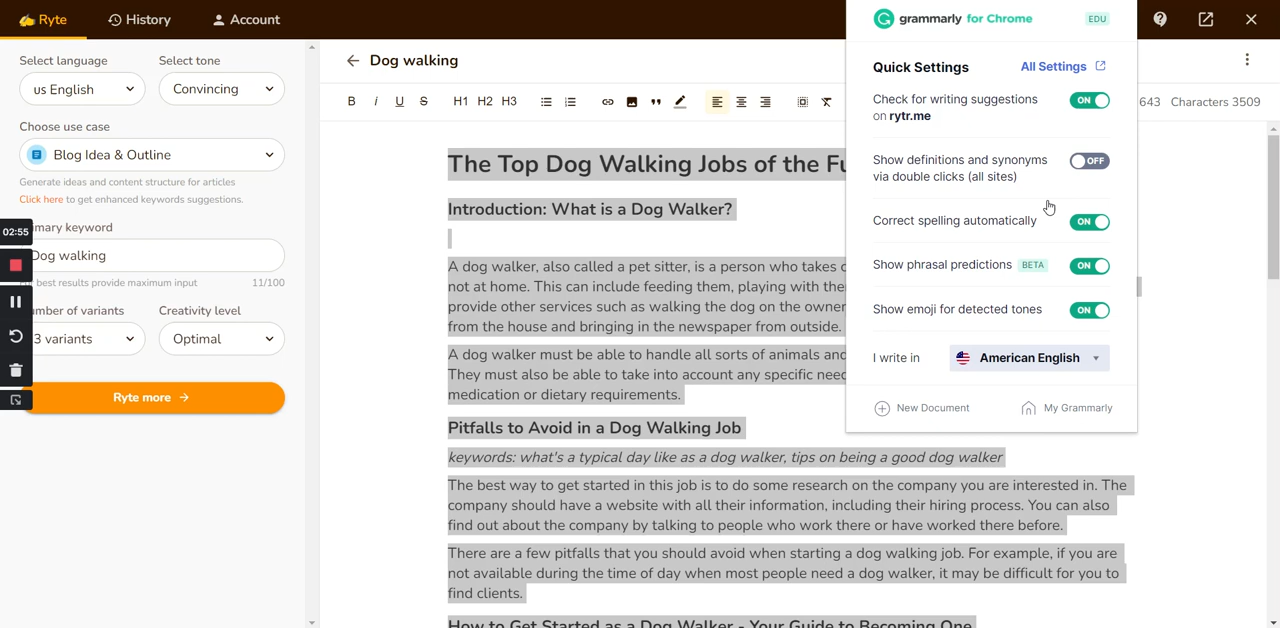 Ryte
History
Account
Select language
Select tone
us English
Convincing
Choose use case
Blog Idea & Outline
Generate ideas and content structure for articles
Click here to get enhanced keywords suggestions.
02:55
mary keyword
Dog walking
best results provide maximum input
11/100
mber of variants
Creativity level
3 variants
Optimal
Ryte more
Dog walking
B i U S H1 H2 H3
643 Characters 3509
The Top Dog Walking Jobs of the Fu
Introduction: What is a Dog Walker?
A dog walker, also called a pet sitter, is a person who takes c
not at home. This can include feeding them, playing with the
provide other services such as walking the dog on the owner
from the house and bringing in the newspaper from outside.
A dog walker must be able to handle all sorts of animals and
They must also be able to take into account any specific need
medication or dietary requirements.
Pitfalls to Avoid in a Dog Walking Job
keywords: what's a typical day like as a dog walker, tips on being a good dog walker
The best way to get started in this job is to do some research on the company you are interested in. The
company should have a website with all their information, including their hiring process. You can also
find out about the company by talking to people who work there or have worked there before.
There are a few pitfalls that you should avoid when starting a dog walking job. For example, if you are
not available during the time of day when most people need a dog walker, it may be difficult for you to
find clients.
How to Get Started as a Dog Walker - Your Guide to Becoming One
grammarly for Chrome
EDU
Quick Settings
All Settings
Check for writing suggestions
on rytr.me
ON
Show definitions and synonyms
via double clicks (all sites)
OFF
Correct spelling automatically
ON
Show phrasal predictions BETA
ON
Show emoji for detected tones
ON
I write in
American English
New Document
My Grammarly